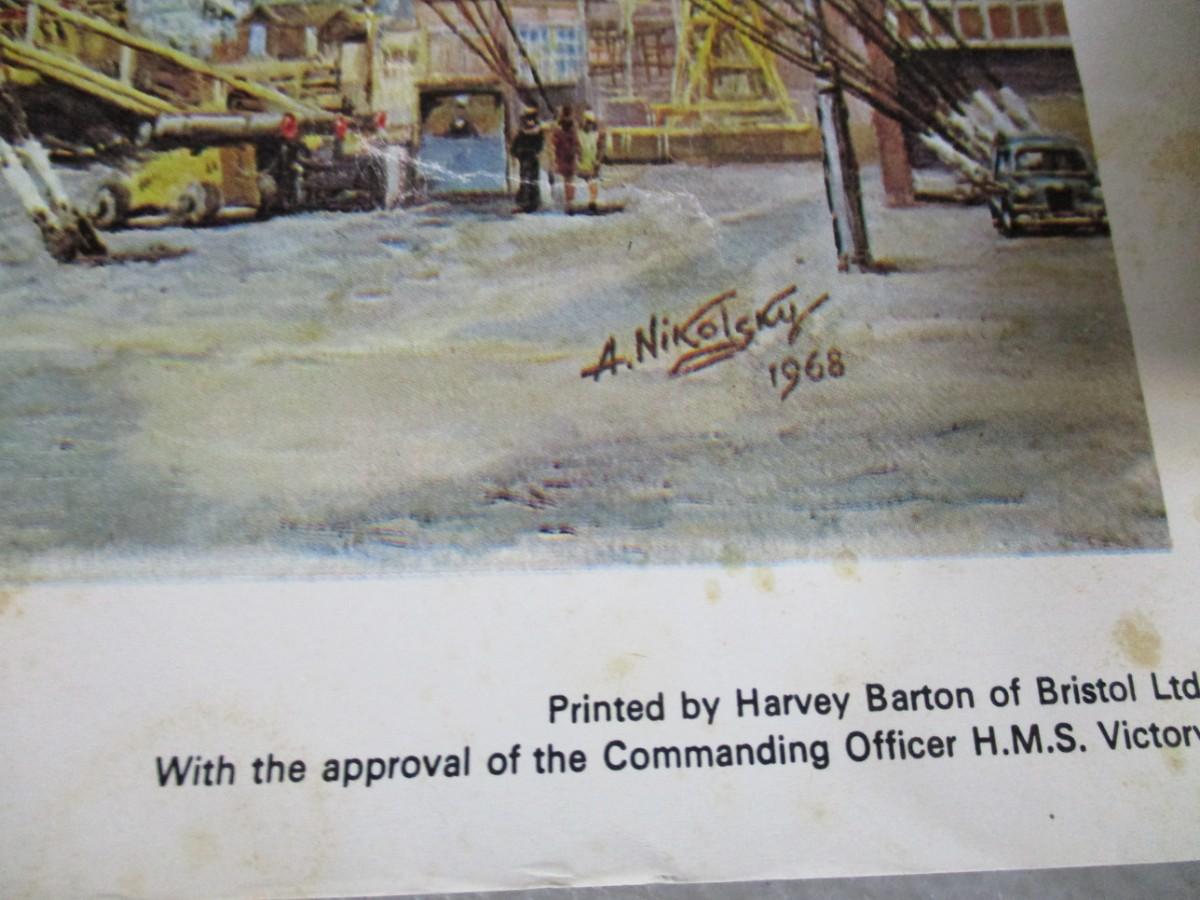 A. Nikolsky
1968
Printed by Harvey Barton of Bristol Ltd
With the approval of the Commanding Officer H.M.S. Victory